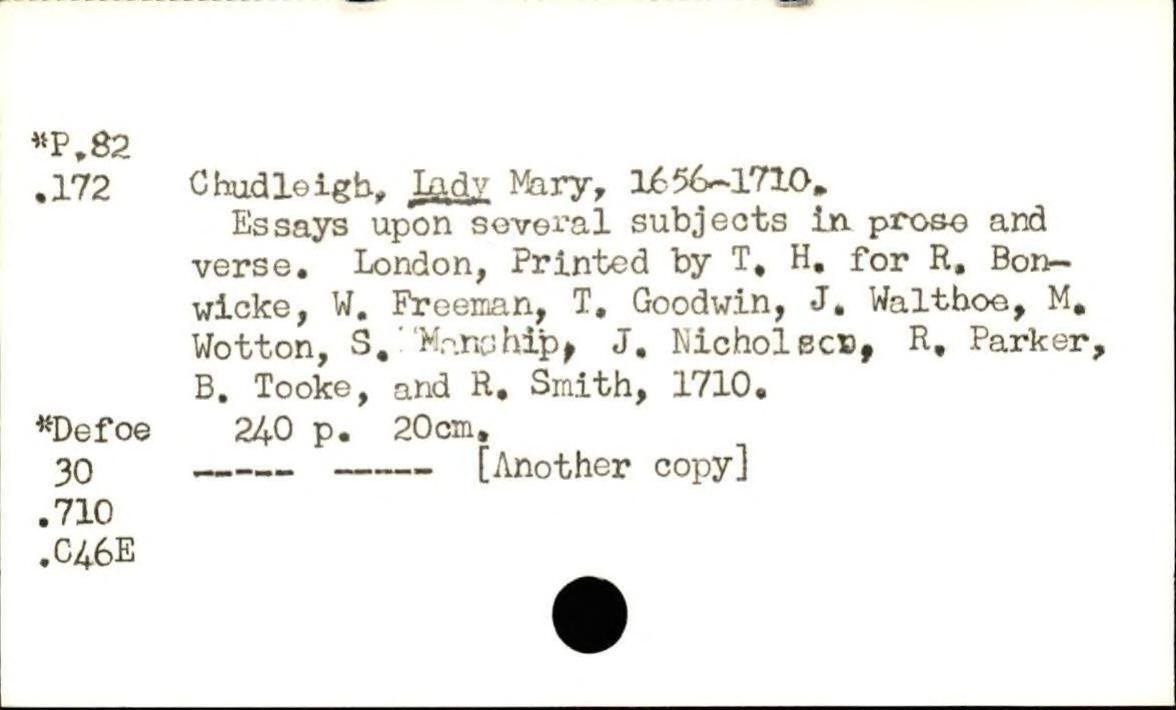 *P.82
.172 Chudleigh, Lady Mary, 1656-1710.
Essays upon several subjects in prose and
verse. London, Printed by T. H. for R. Bon-
wicke, W. Freeman, T. Goodwin, J. Walthoe, M.
Wotton, S. Manship, J. Nicholson, R. Parker,
B. Tooke, and R. Smith, 1710.
*Defoe 240 p. 20cm.
30 ----- ----- [Another copy]
.710
.C46E